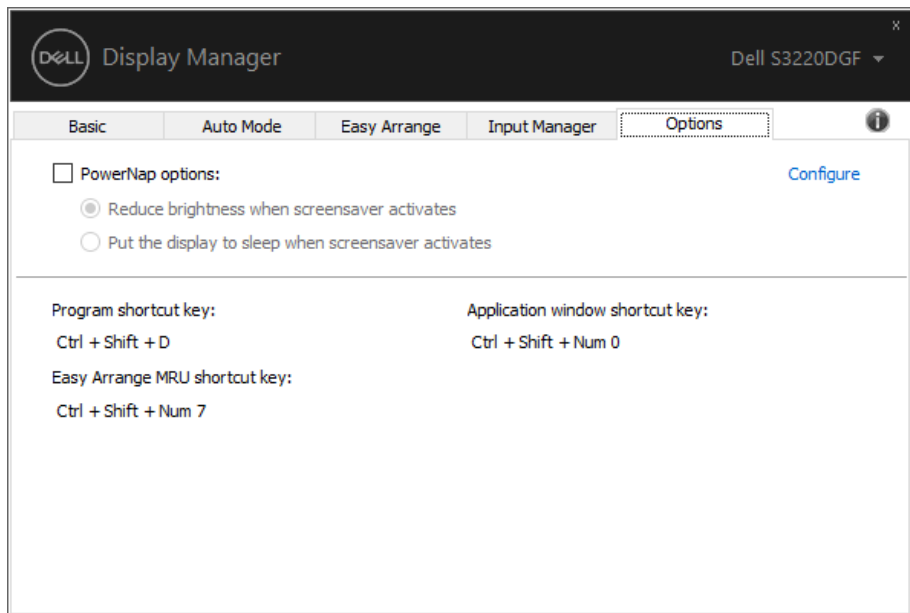 x
DELL Display Manager
Dell S3220DGF
Basic Auto Mode Easy Arrange Input Manager Options
PowerNap options: Configure
Reduce brightness when screensaver activates
Put the display to sleep when screensaver activates
Program shortcut key: Application window shortcut key:
Ctrl + Shift + D Ctrl + Shift + Num 0
Easy Arrange MRU shortcut key:
Ctrl + Shift + Num 7